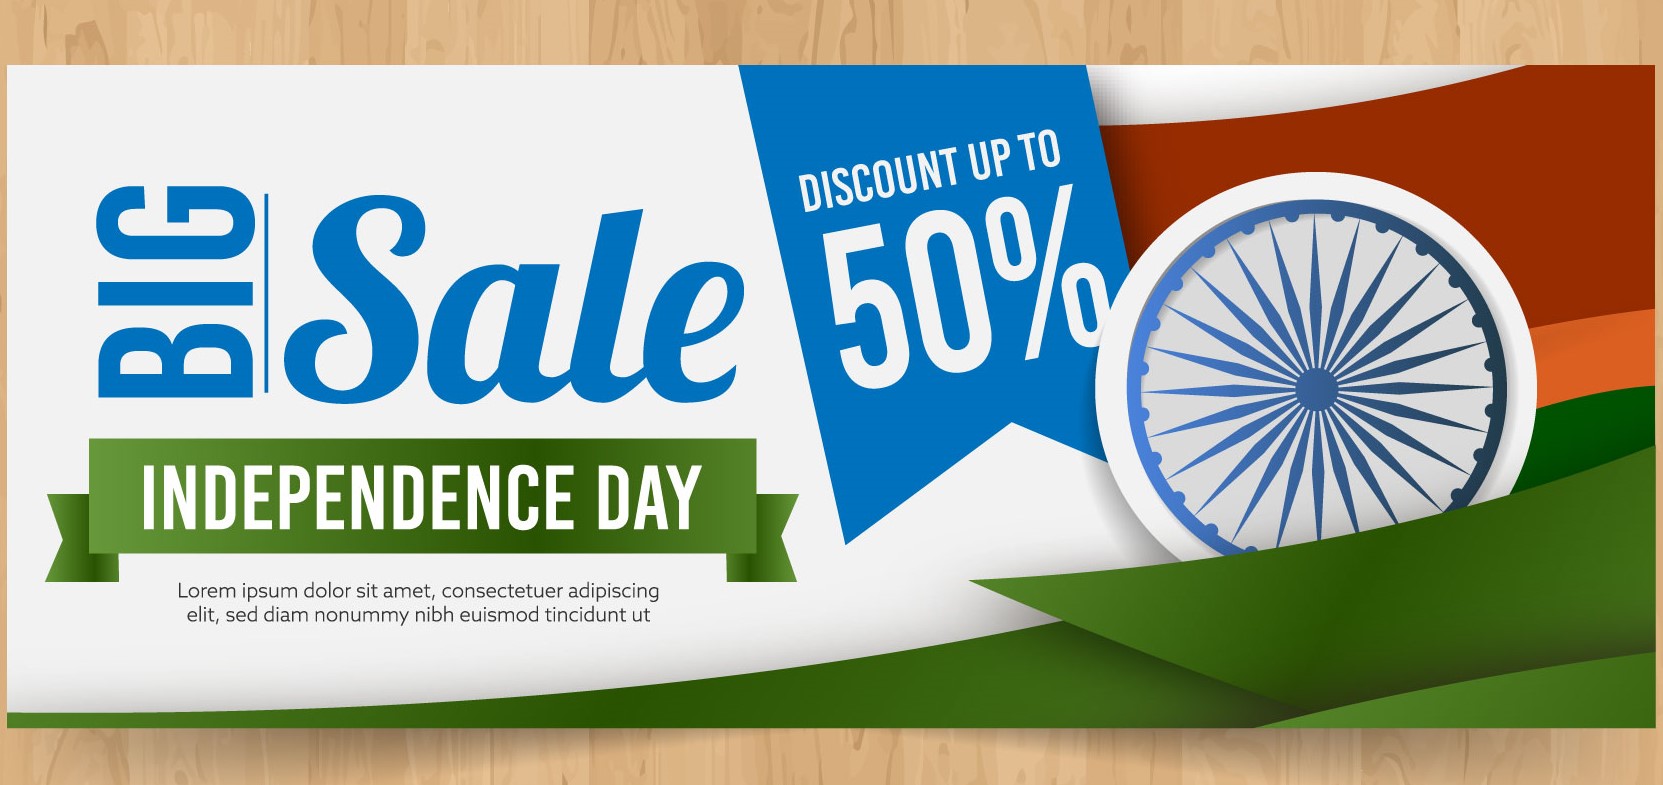 BIG
Sale
INDEPENDENCE DAY
Lorem ipsum dolor sit amet, consectetuer adipiscing
elit, sed diam nonummy nibh euismod tincidunt ut
DISCOUNT UP TO
50%